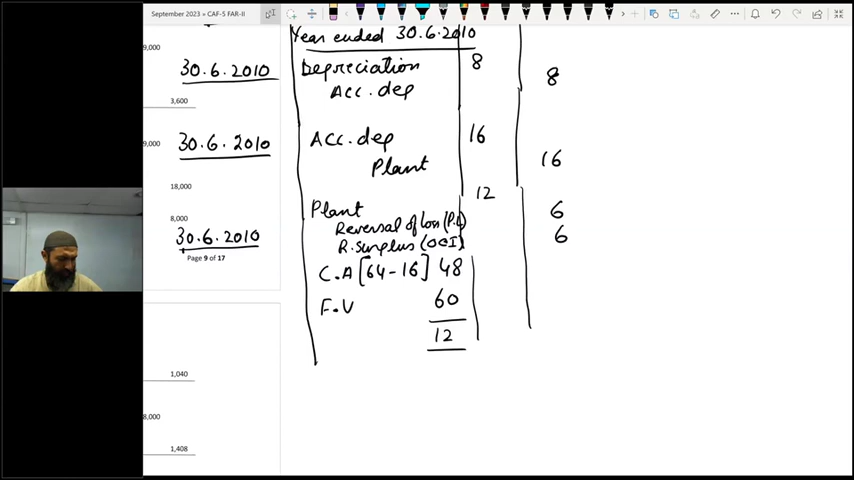 September 2023 » CAF-5 FAR-II
9,000
30.6.2010
3,600
9,000
30.6.2010
18,000
8,000
30.6.2010
Page 9 of 17
1,040
8,000
1,408
Year ended 30.6.2010
Depreciation 8
Acc.dep 8
Acc.dep 16
Plant 16
Plant 12
Reversal of loss (P.L) 6
R.surplus (OCI) 6
C.A [64-16] 48
F.V 60
12